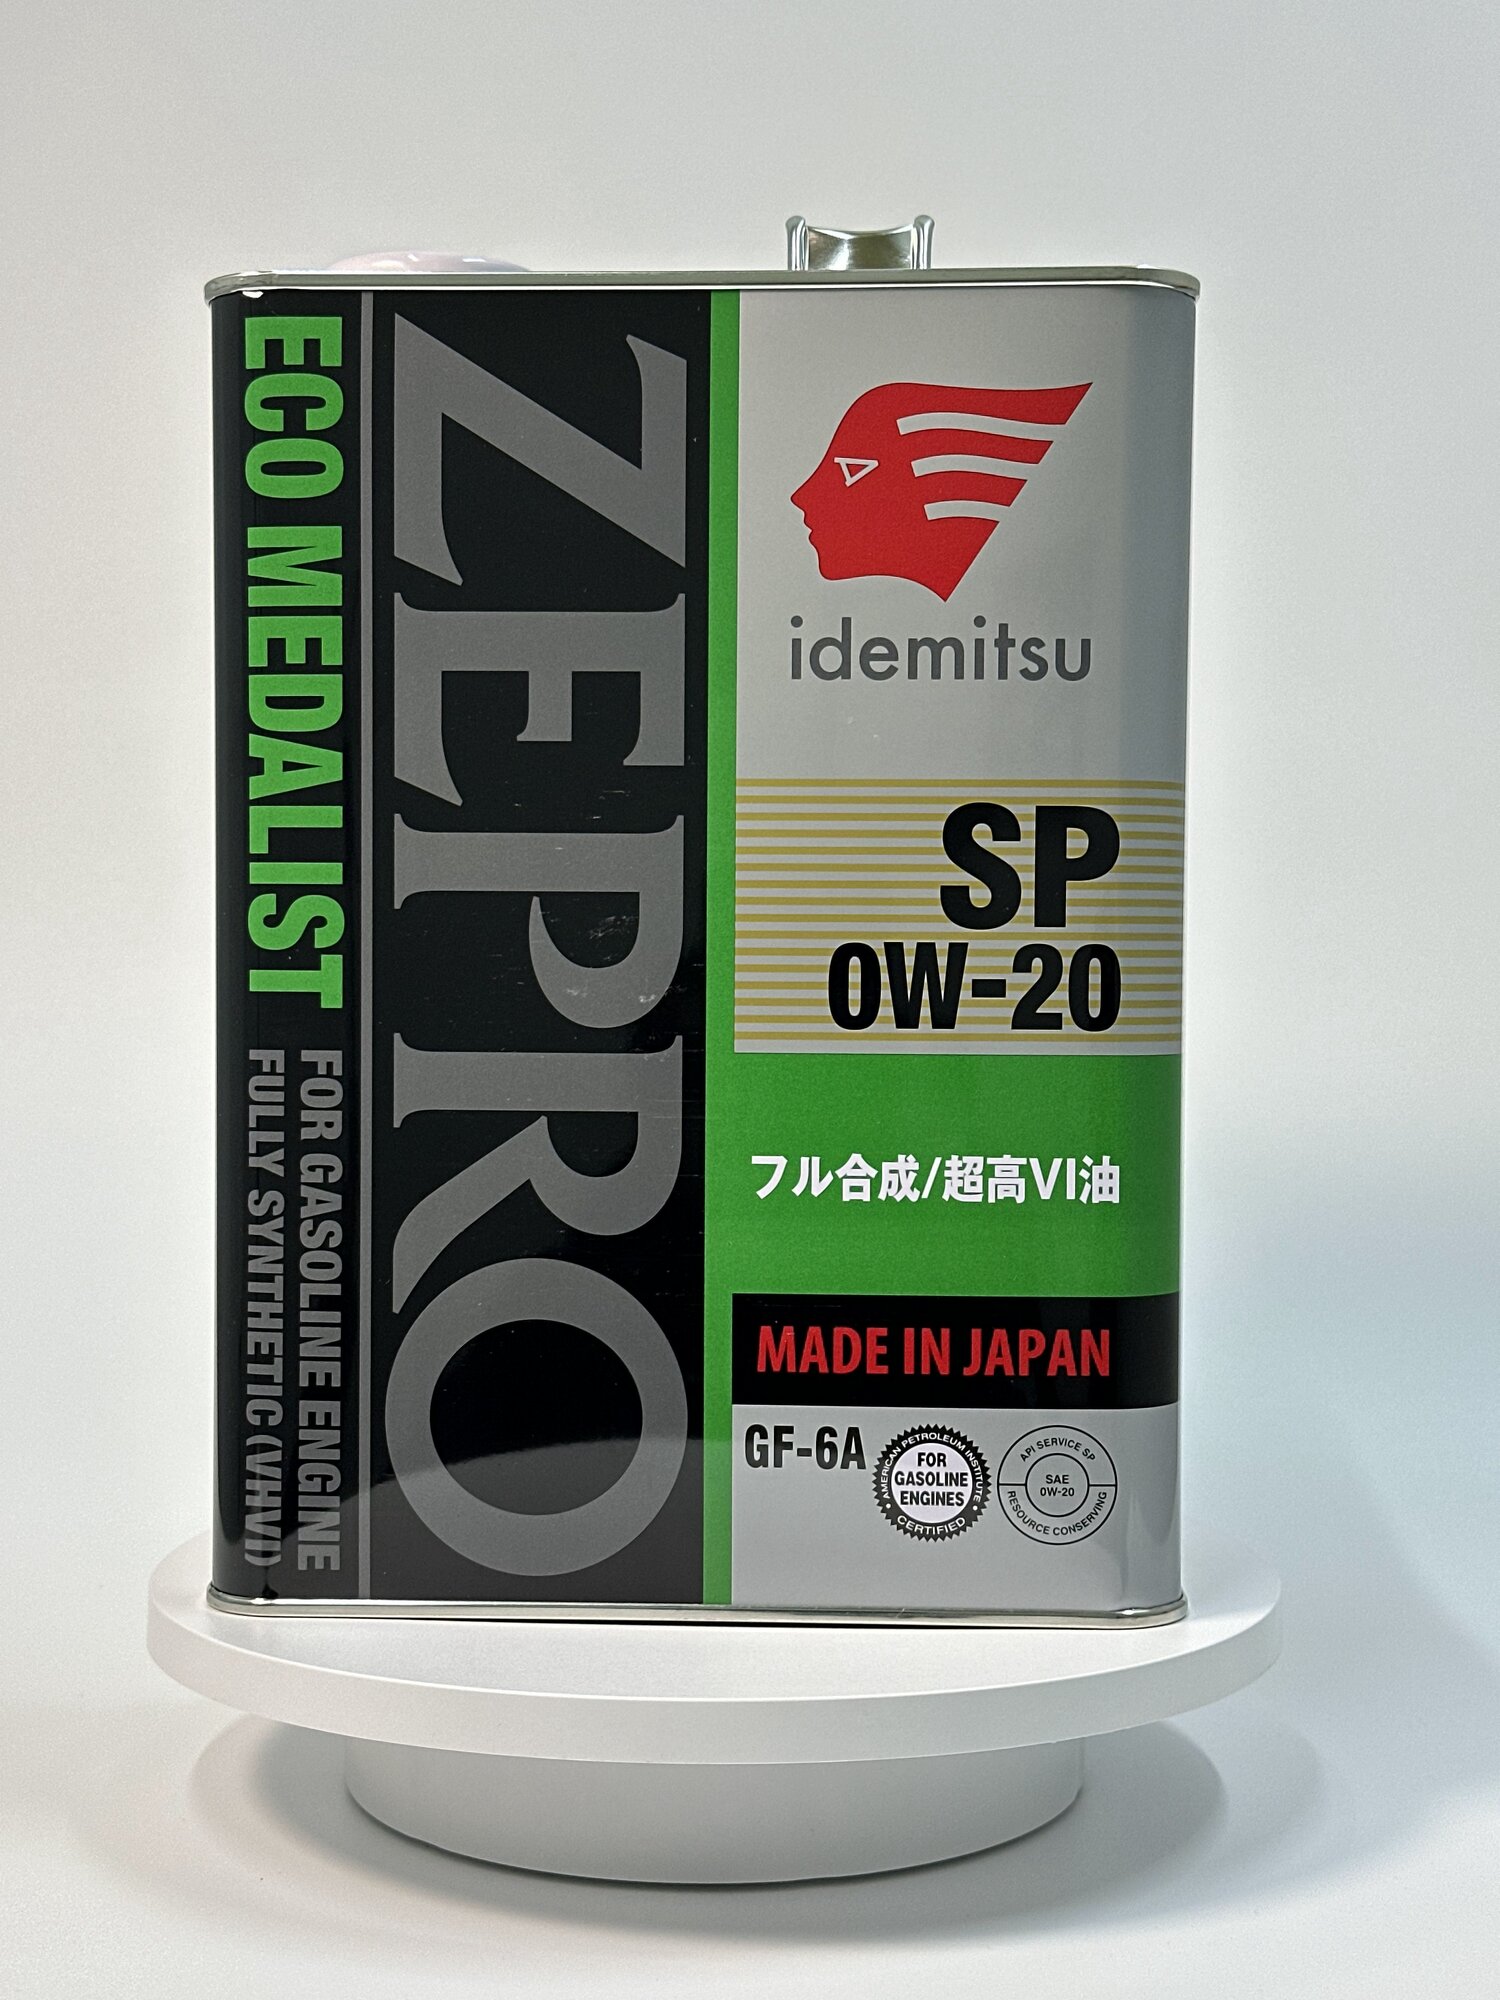 ECO MEDALIST
FOR GASOLINE ENGINE
FULLY SYNTHETIC (VHVI)
ZEPRO
idemitsu
SP
0W-20
フル合成/超高VI油
MADE IN JAPAN
GF-6A
AMERICAN PETROLEUM INSTITUTE
FOR
GASOLINE
ENGINES
CERTIFIED
API SERVICE SP
SAE
0W-20
RESOURCE CONSERVING